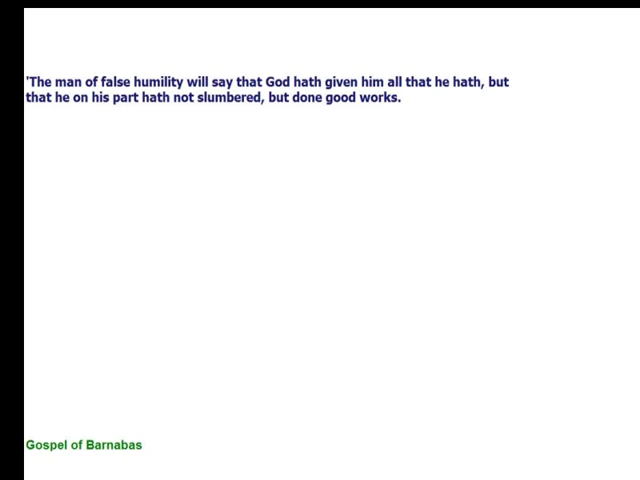 'The man of false humility will say that God hath given him all that he hath, but
that he on his part hath not slumbered, but done good works.
Gospel of Barnabas